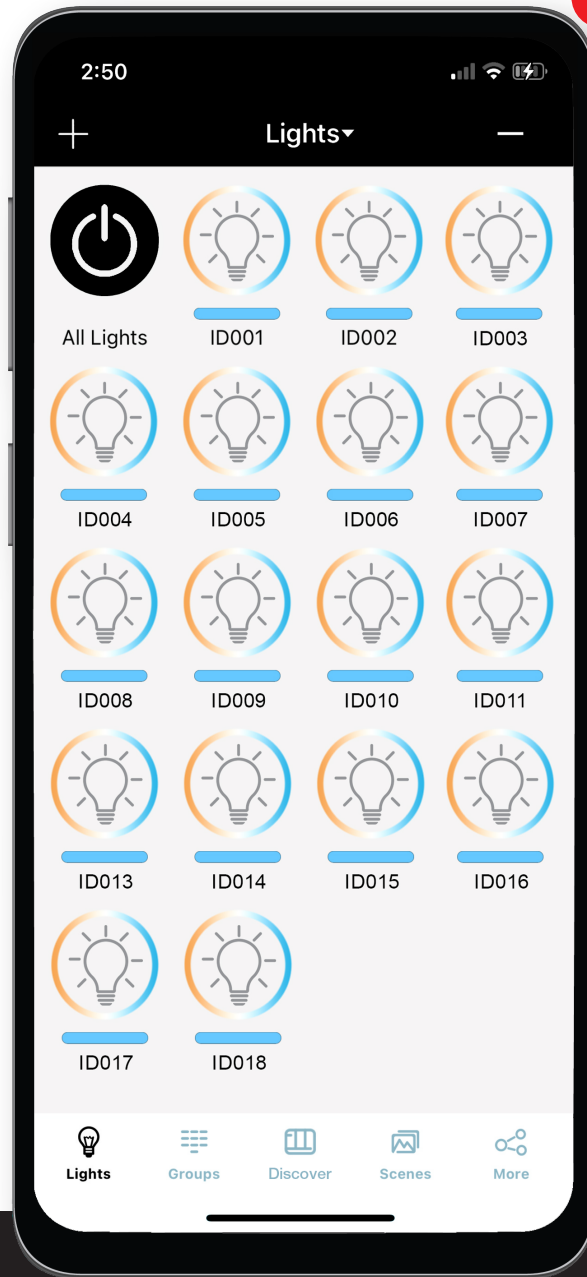 2:50
Lights
All Lights
ID001
ID002
ID003
ID004
ID005
ID006
ID007
ID008
ID009
ID010
ID011
ID013
ID014
ID015
ID016
ID017
ID018
Lights
Groups
Discover
Scenes
More